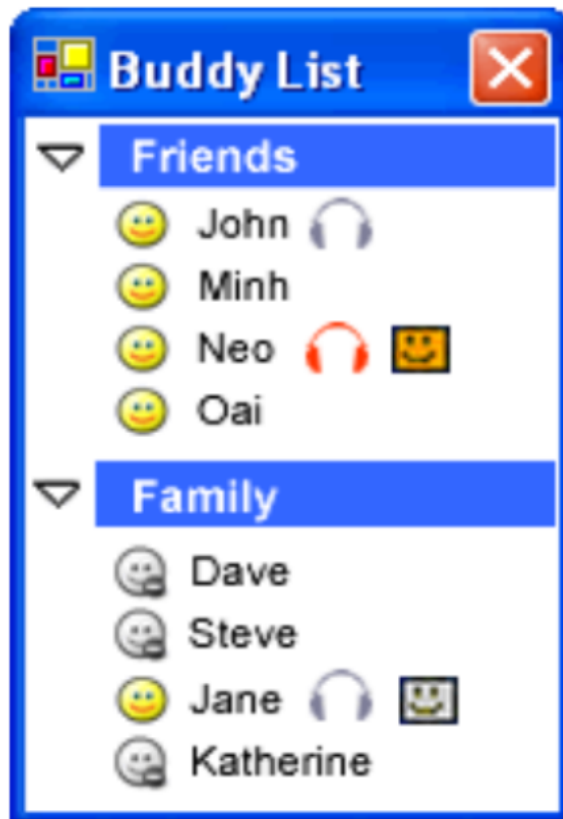 Buddy List
Friends
John
Minh
Neo
Oai
Family
Dave
Steve
Jane
Katherine